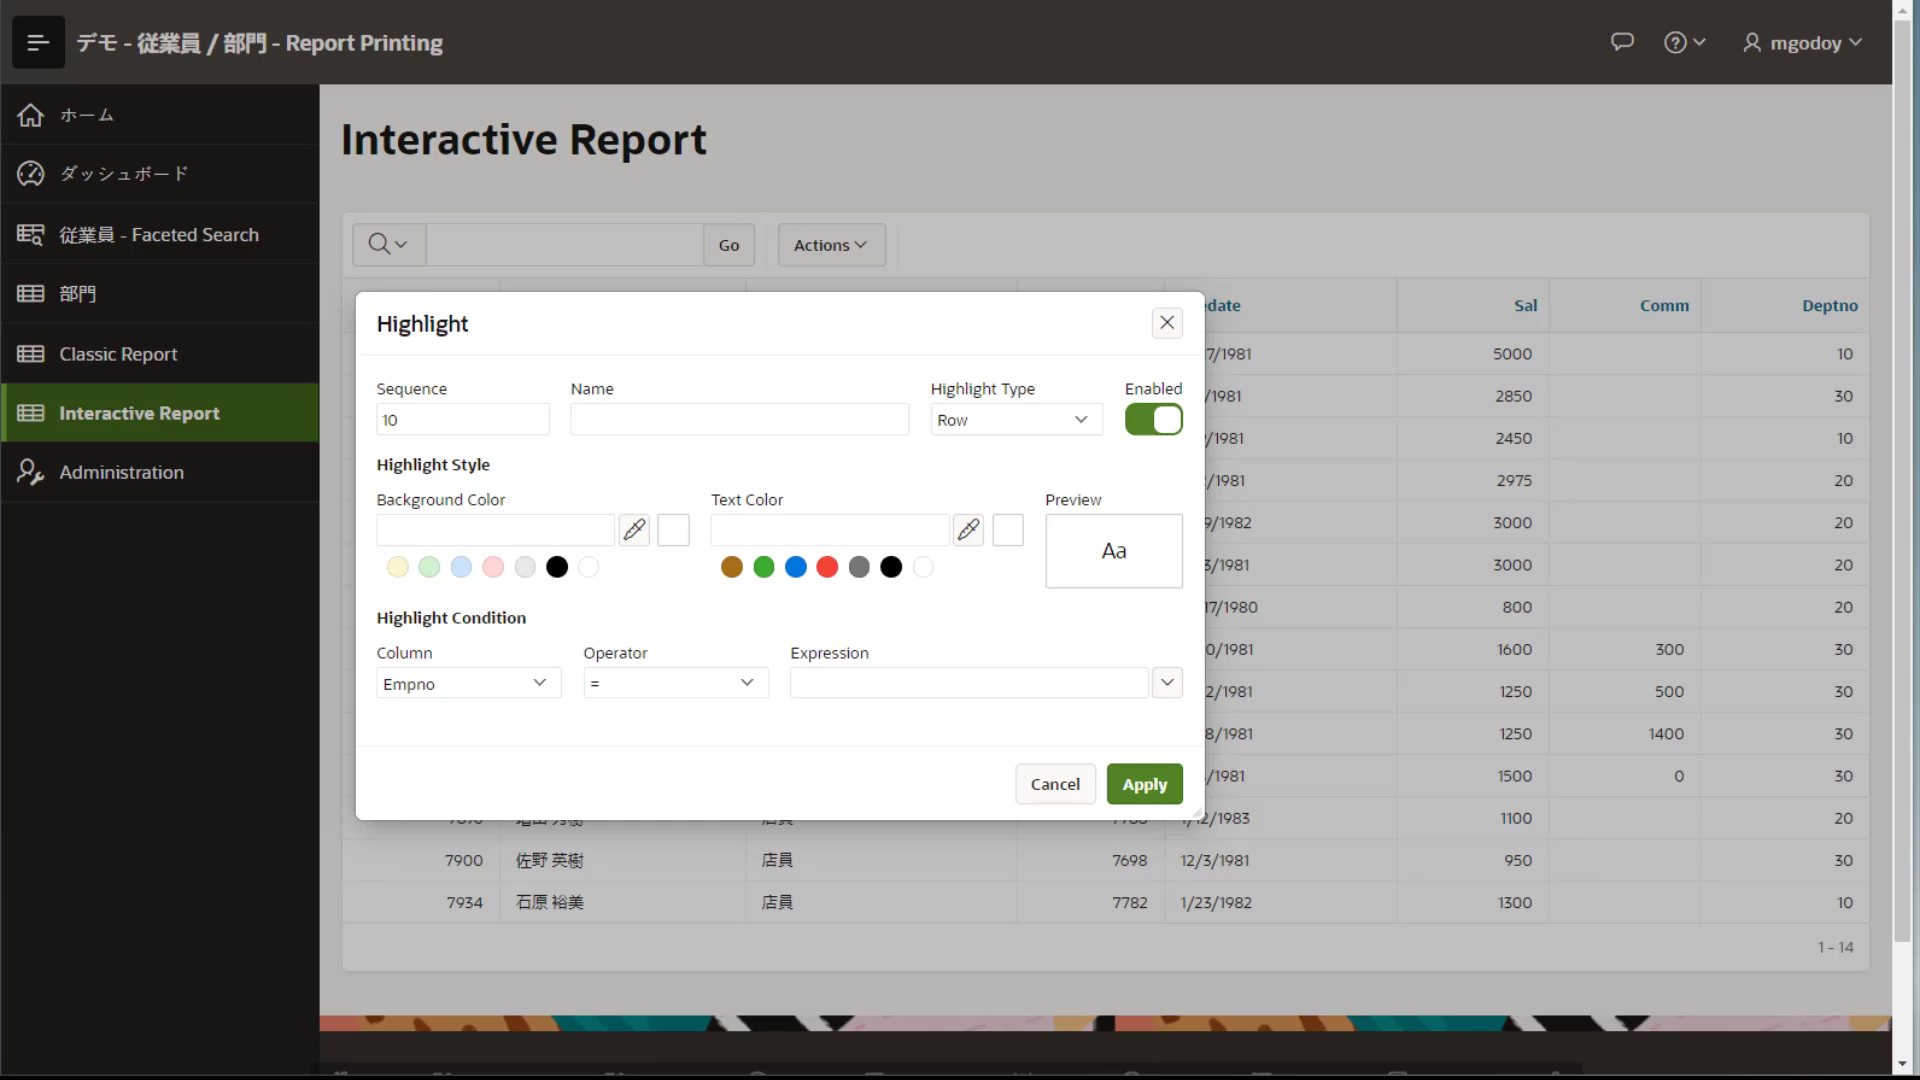 デモ - 従業員 / 部門 - Report Printing
mgodoy
ホーム
ダッシュボード
従業員 - Faceted Search
部門
Classic Report
Interactive Report
Administration
Interactive Report
Go
Actions
Sal Comm Deptno
Highlight
Sequence Name Highlight Type Enabled
10 Row
Highlight Style
Background Color Text Color Preview
Aa
Highlight Condition
Column Operator Expression
Empno =
Cancel Apply
5000 10
/1981 2850 30
/1981 2450 10
/1981 2975 20
9/1982 3000 20
3/1981 3000 20
17/1980 800 20
0/1981 1600 300 30
2/1981 1250 500 30
8/1981 1250 1400 30
/1981 1500 0 30
1/12/1983 1100 20
7900 佐野 英樹 店員 7698 12/3/1981 950 30
7934 石原 裕美 店員 7782 1/23/1982 1300 10
1 - 14